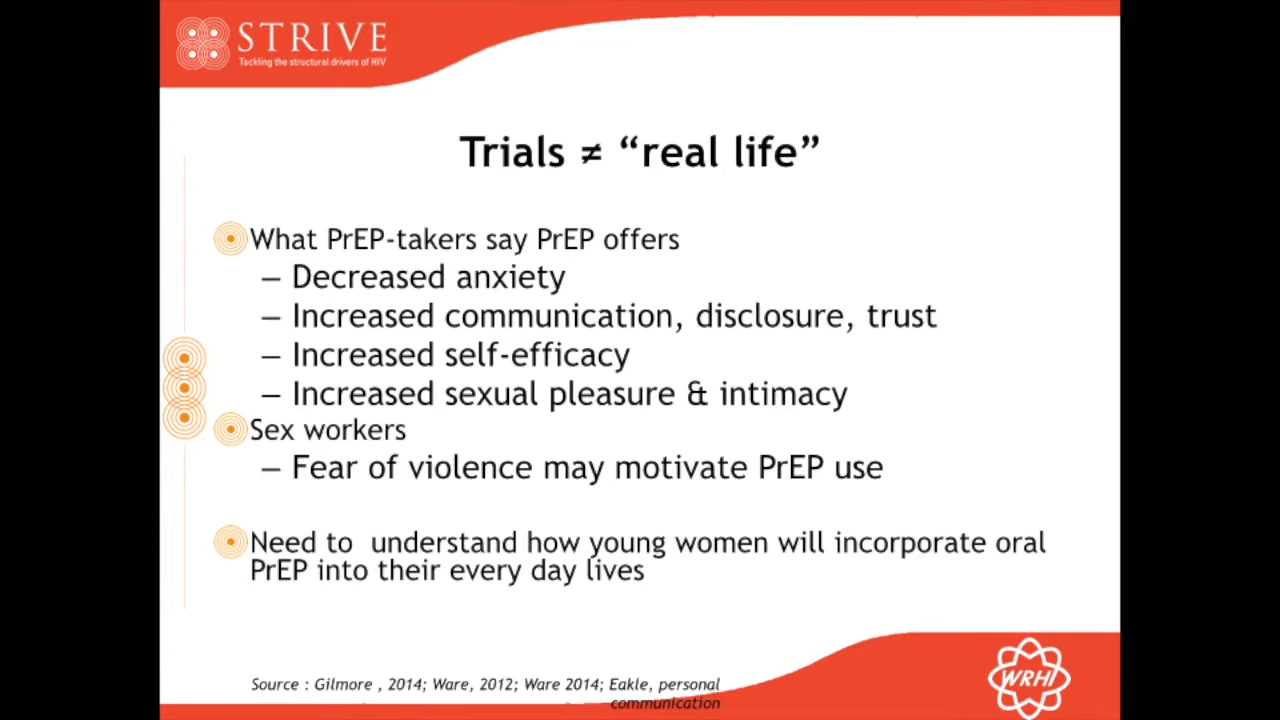 STRIVE
Tackling the structural drivers of HIV
Trials ≠ “real life”
What PrEP-takers say PrEP offers
– Decreased anxiety
– Increased communication, disclosure, trust
– Increased self-efficacy
– Increased sexual pleasure & intimacy
Sex workers
– Fear of violence may motivate PrEP use
Need to  understand how young women will incorporate oral
PrEP into their every day lives
Source : Gilmore , 2014; Ware, 2012; Ware 2014; Eakle, personal
communication
WRHI